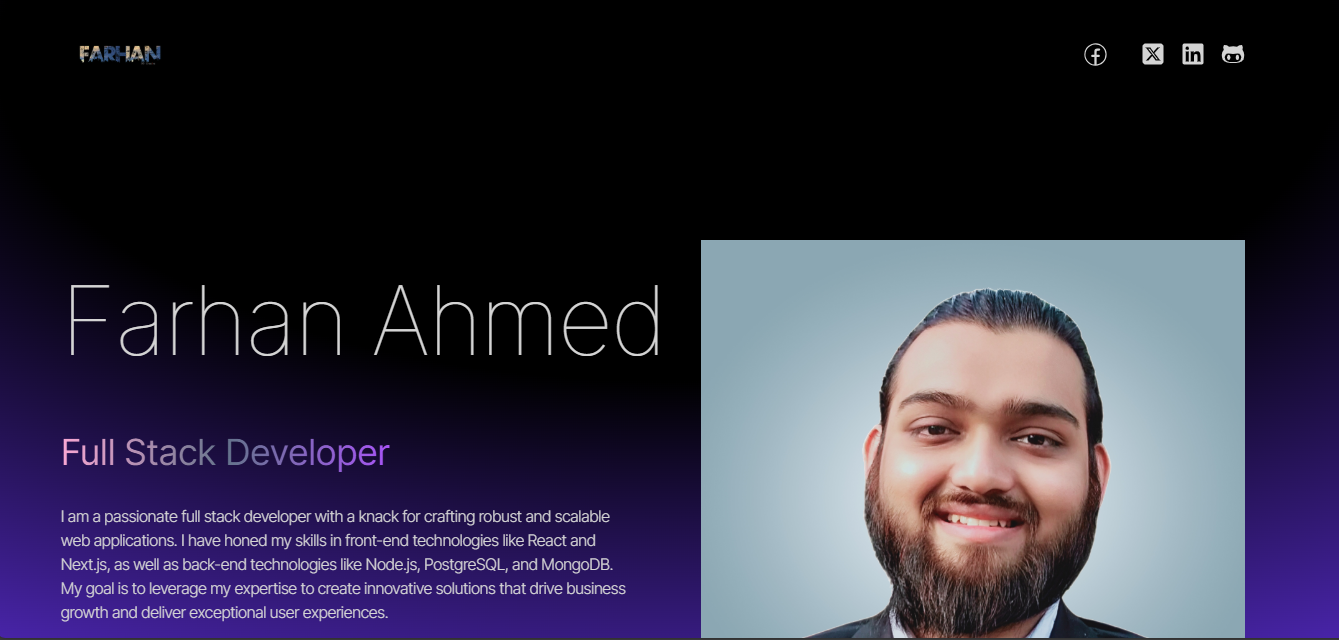 FARHAN
Farhan Ahmed
Full Stack Developer
I am a passionate full stack developer with a knack for crafting robust and scalable
web applications. I have honed my skills in front-end technologies like React and
Next.js, as well as back-end technologies like Node.js, PostgreSQL, and MongoDB.
My goal is to leverage my expertise to create innovative solutions that drive business
growth and deliver exceptional user experiences.